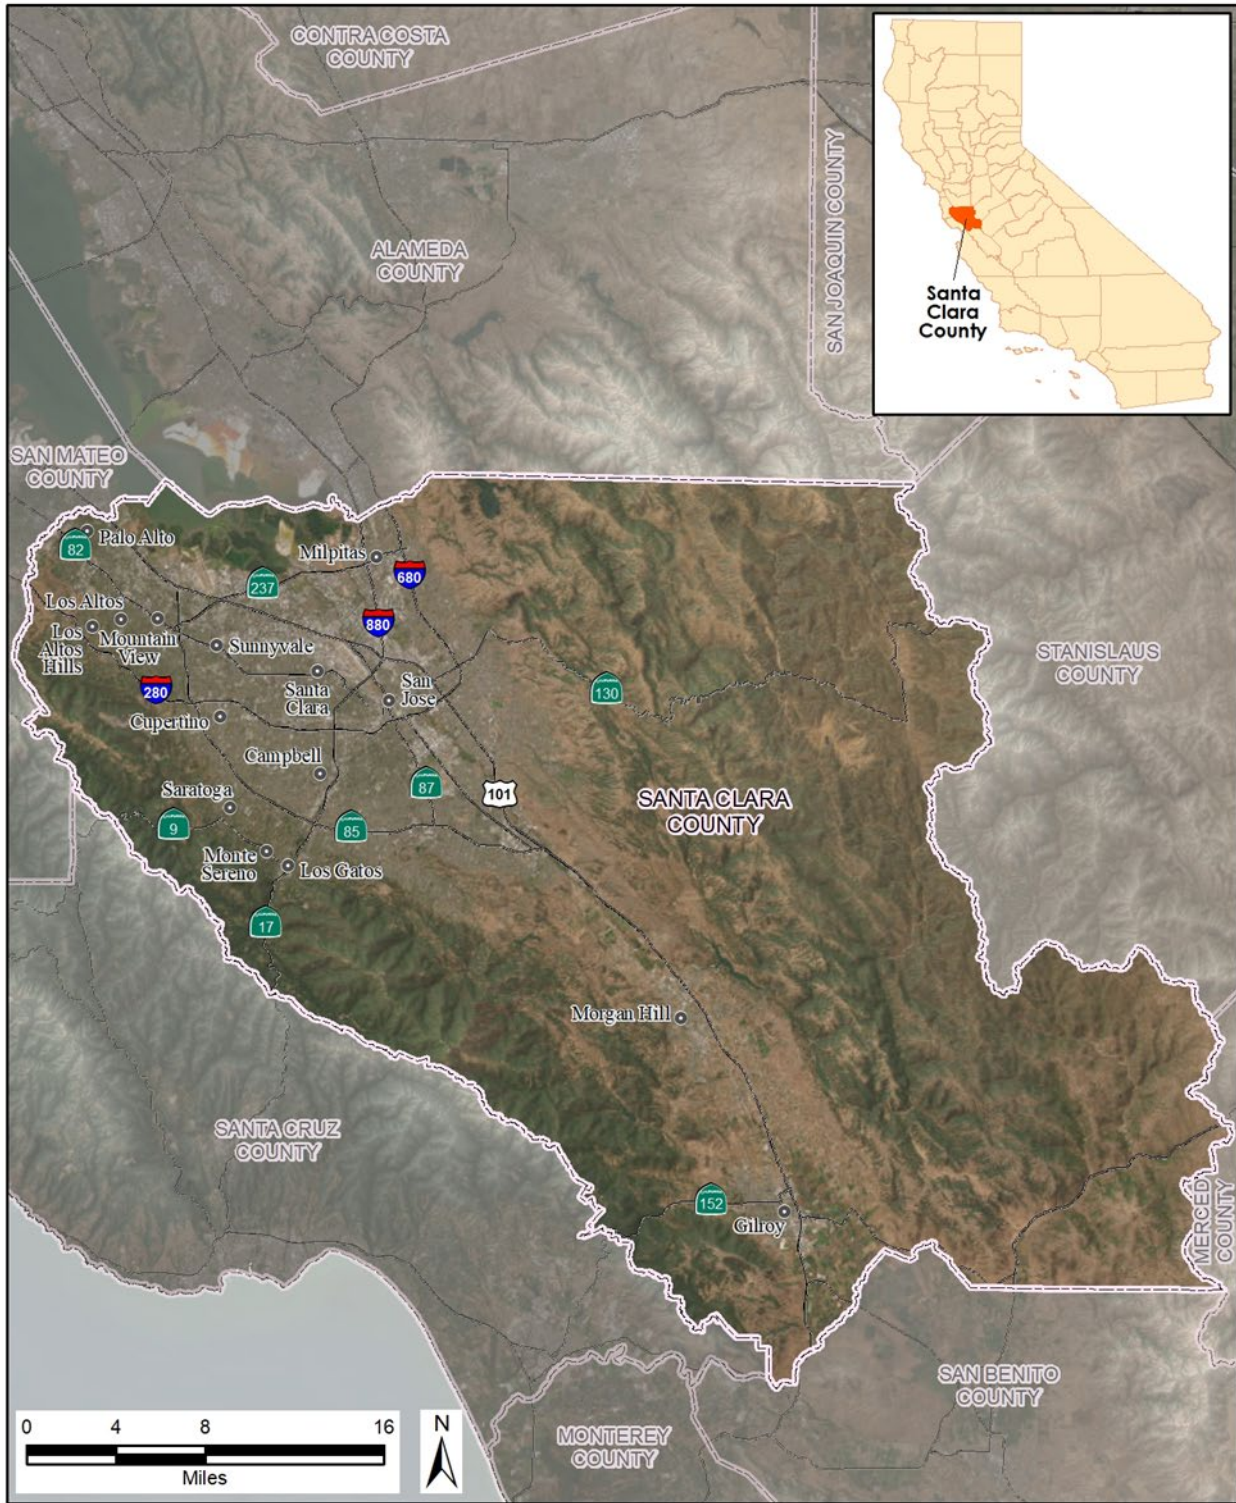 CONTRA COSTA
COUNTY
ALAMEDA
COUNTY
SAN JOAQUIN COUNTY
Santa
Clara
County
SAN MATEO
COUNTY
Palo Alto
82
Milpitas
237
680
Los Altos
880
Los
Altos
Hills
Mountain
View
Sunnyvale
STANISLAUS
COUNTY
280
Santa
Clara
San
Jose
130
Cupertino
Campbell
87
101
SANTA CLARA
COUNTY
Saratoga
9
85
Monte
Sereno
Los Gatos
17
Morgan Hill
SANTA CRUZ
COUNTY
152
Gilroy
MERCED
COUNTY
SAN BENITO
COUNTY
MONTEREY
COUNTY
0 4 8 16
Miles
N